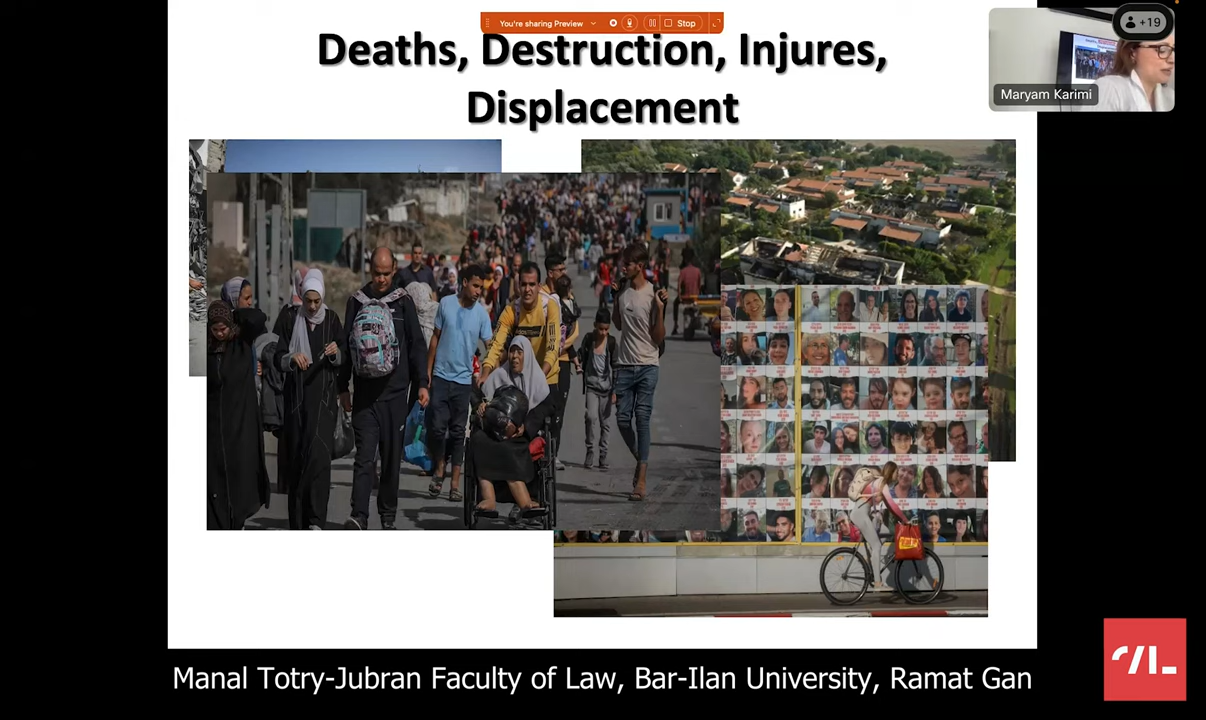 You're sharing Preview
Stop
+19
Deaths, Destruction, Injures,
Displacement
Maryam Karimi
Manal Totry-Jubran Faculty of Law, Bar-Ilan University, Ramat Gan